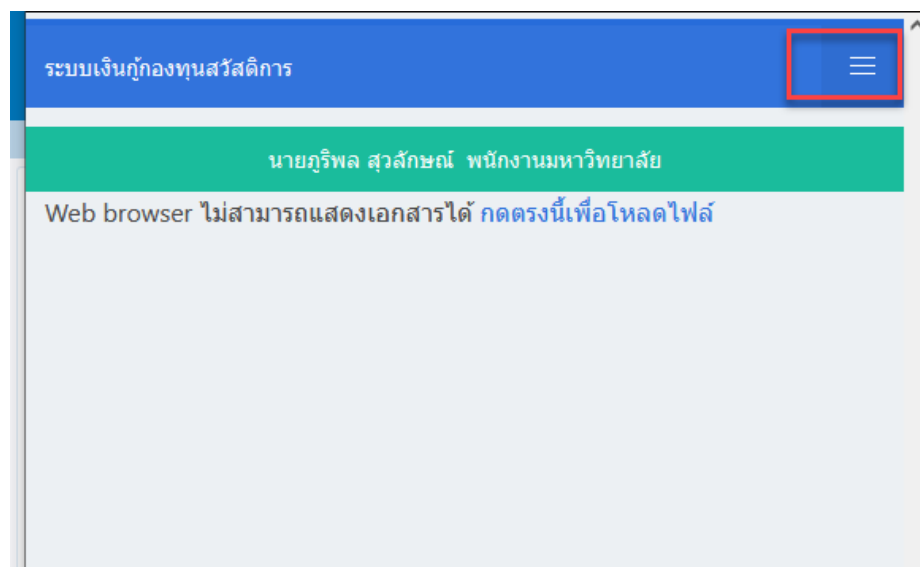 ระบบเงินกู้กองทุนสวัสดิการ
นายภูริพล สุวลักษณ์ พนักงานมหาวิทยาลัย
Web browser ไม่สามารถแสดงเอกสารได้ กดตรงนี้เพื่อโหลดไฟล์